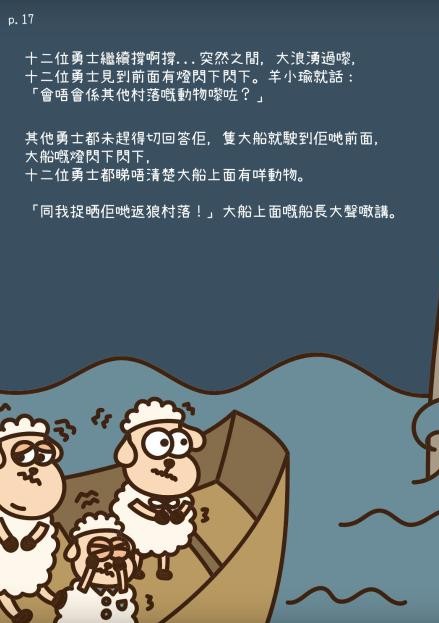 p.17
十二位勇士繼續撐啊撐...突然之間，大浪湧過嚟，
十二位勇士見到前面有燈閃下閃下。羊小瑜就話：
「會唔會係其他村落嘅動物嚟咗？」
其他勇士都未趕得切回答佢，隻大船就駛到佢哋前面，
大船嘅燈閃下閃下，
十二位勇士都睇唔清楚大船上面有咩動物。
「同我捉晒佢哋返狼村落！」大船上面嘅船長大聲噉講。